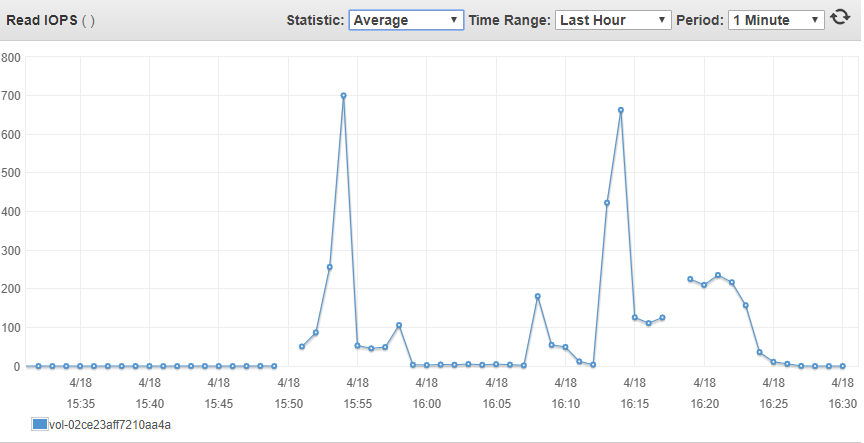 Read IOPS ( ) Statistic: Average Time Range: Last Hour Period: 1 Minute
800
700
600
500
400
300
200
100
0
4/18 4/18 4/18 4/18 4/18 4/18 4/18 4/18 4/18 4/18 4/18 4/18
15:35 15:40 15:45 15:50 15:55 16:00 16:05 16:10 16:15 16:20 16:25 16:30
vol-02ce23aff7210aa4a